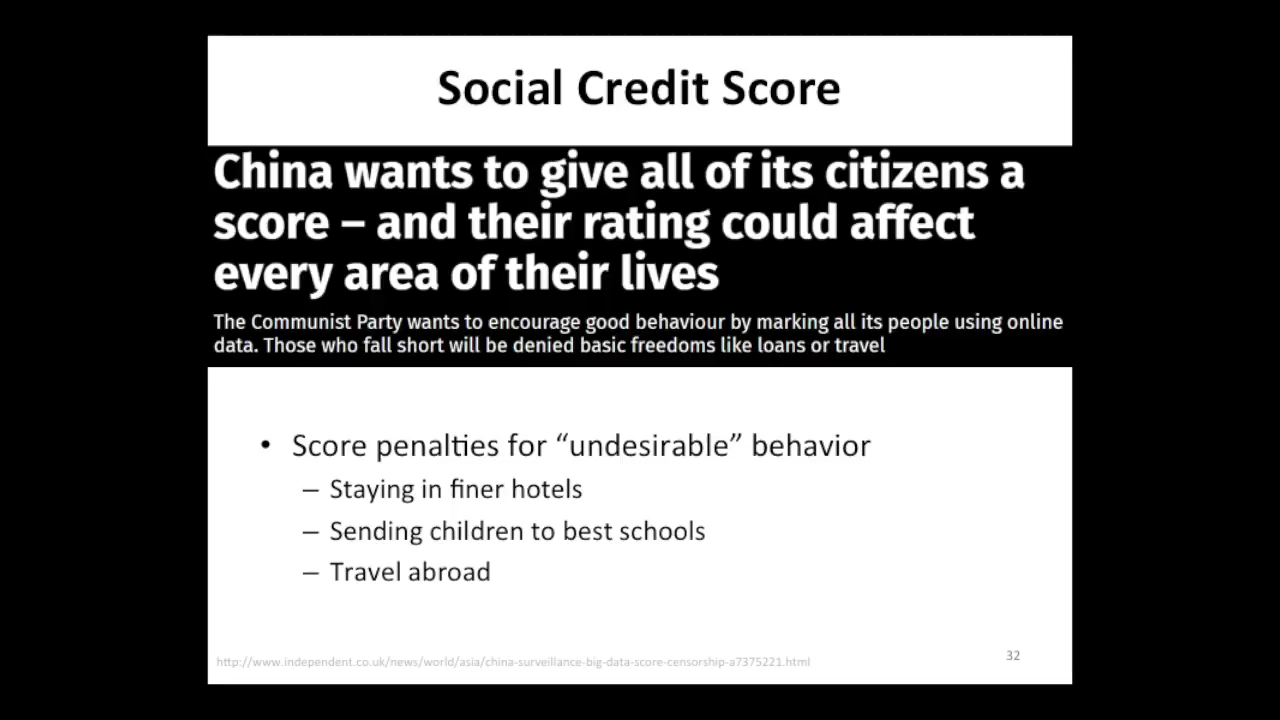 Social Credit Score
China wants to give all of its citizens a
score – and their rating could affect
every area of their lives
The Communist Party wants to encourage good behaviour by marking all its people using online
data. Those who fall short will be denied basic freedoms like loans or travel
• Score penalties for “undesirable” behavior
– Staying in finer hotels
– Sending children to best schools
– Travel abroad
http://www.independent.co.uk/news/world/asia/china-surveillance-big-data-score-censorship-a7375221.html
32